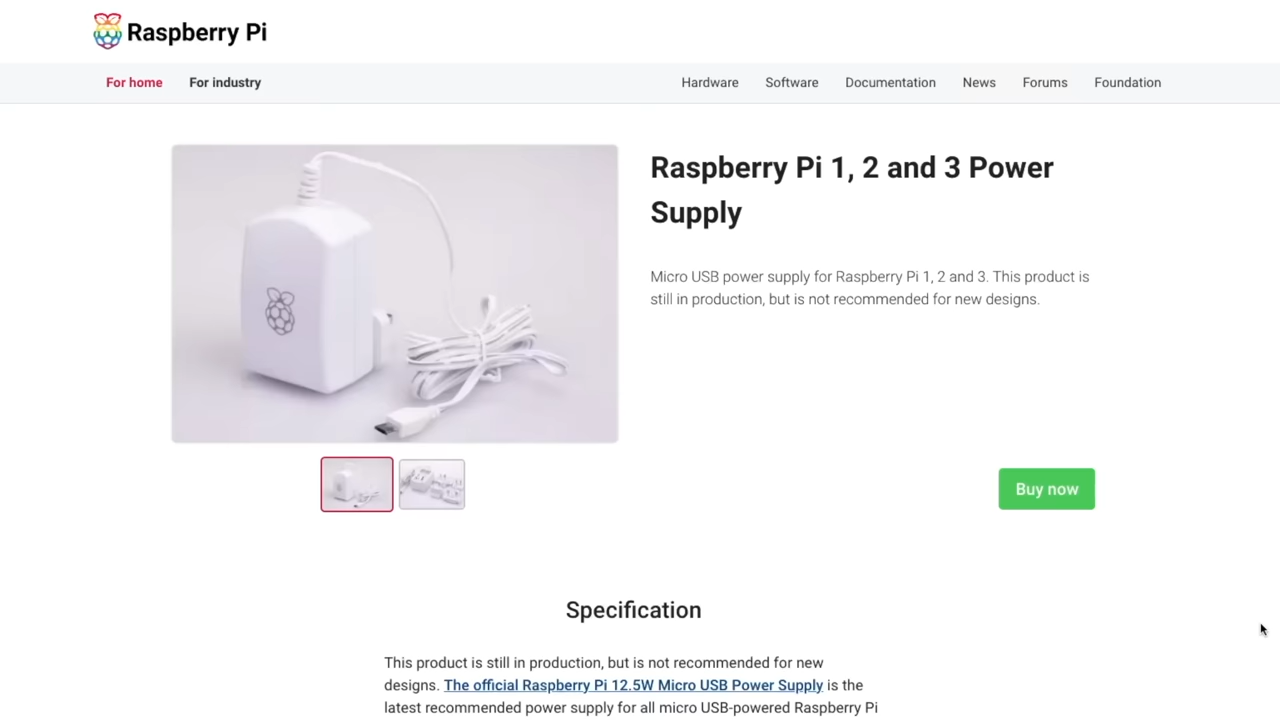 Raspberry Pi
For home
For industry
Hardware
Software
Documentation
News
Forums
Foundation
Raspberry Pi 1, 2 and 3 Power
Supply
Micro USB power supply for Raspberry Pi 1, 2 and 3. This product is
still in production, but is not recommended for new designs.
Buy now
Specification
This product is still in production, but is not recommended for new
designs. The official Raspberry Pi 12.5W Micro USB Power Supply is the
latest recommended power supply for all micro USB-powered Raspberry Pi